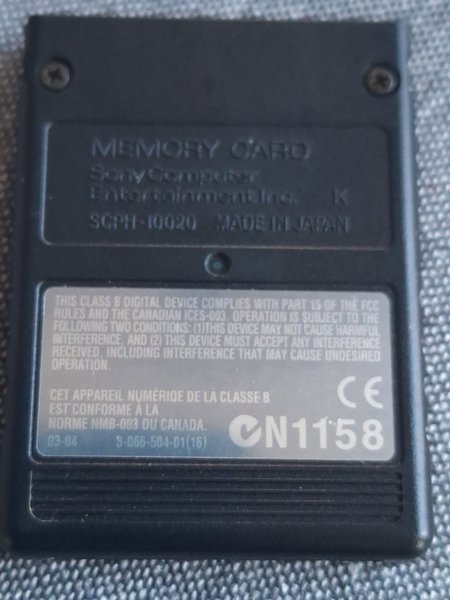 MEMORY CARD
Sony Computer
Entertainment Inc. K
SCPH-10020 MADE IN JAPAN
THIS CLASS B DIGITAL DEVICE COMPLIES WITH PART 15 OF THE FCC
RULES AND THE CANADIAN ICES-003. OPERATION IS SUBJECT TO THE
FOLLOWING TWO CONDITIONS: (1)THIS DEVICE MAY NOT CAUSE HARMFUL
INTERFERENCE, AND (2) THIS DEVICE MUST ACCEPT ANY INTERFERENCE
RECEIVED, INCLUDING INTERFERENCE THAT MAY CAUSE UNDESIRED
OPERATION.
CET APPAREIL NUMÉRIQE DE LA CLASSE B
EST CONFORME À LA
NORME NMB-003 DU CANADA.
CE
03-04 3-066-504-01(16)
N1158